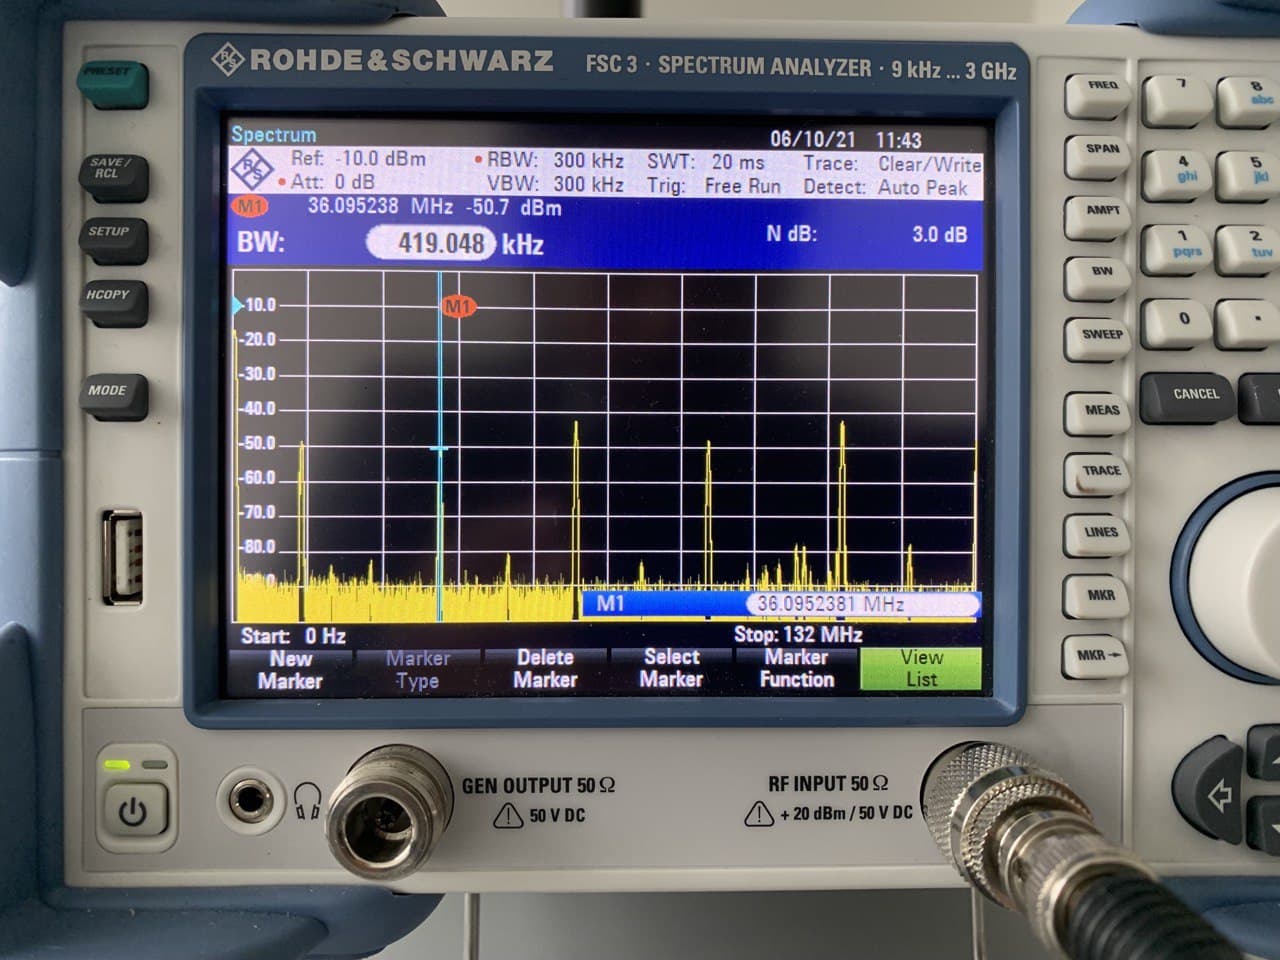 ROHDE & SCHWARZ FSC 3 · SPECTRUM ANALYZER · 9 kHz ... 3 GHz
PRESET
SAVE /
RCL
SETUP
HCOPY
MODE
Spectrum 06/10/21 11:43
R S Ref: -10.0 dBm • RBW: 300 kHz SWT: 20 ms Trace: Clear/Write
• Att: 0 dB VBW: 300 kHz Trig: Free Run Detect: Auto Peak
M1 36.095238 MHz -50.7 dBm
BW: 419.048 kHz N dB: 3.0 dB
M1
-10.0
-20.0
-30.0
-40.0
-50.0
-60.0
-70.0
-80.0
M1 36.0952381 MHz
Start: 0 Hz Stop: 132 MHz
New
Marker
Marker
Type
Delete
Marker
Select
Marker
Marker
Function
View
List
FREQ
SPAN
AMPT
BW
SWEEP
MEAS
TRACE
LINES
MKR
MKR→
7
8
abc
4
ghi
5
jkl
1
pqrs
2
tuv
0
.
CANCEL
GEN OUTPUT 50 Ω
50 V DC
RF INPUT 50 Ω
+ 20 dBm / 50 V DC